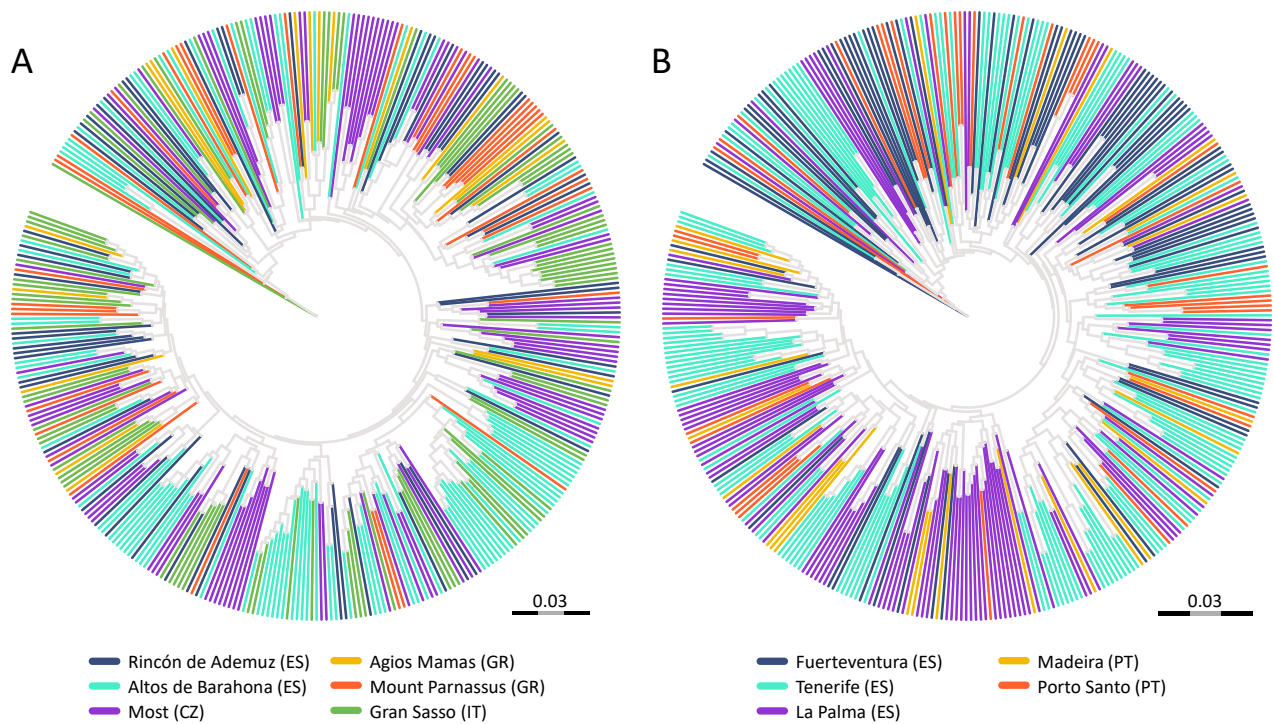 A
B
0.03
0.03
Rincón de Ademuz (ES)
Altos de Barahona (ES)
Most (CZ)
Agios Mamas (GR)
Mount Parnassus (GR)
Gran Sasso (IT)
Fuerteventura (ES)
Tenerife (ES)
La Palma (ES)
Madeira (PT)
Porto Santo (PT)